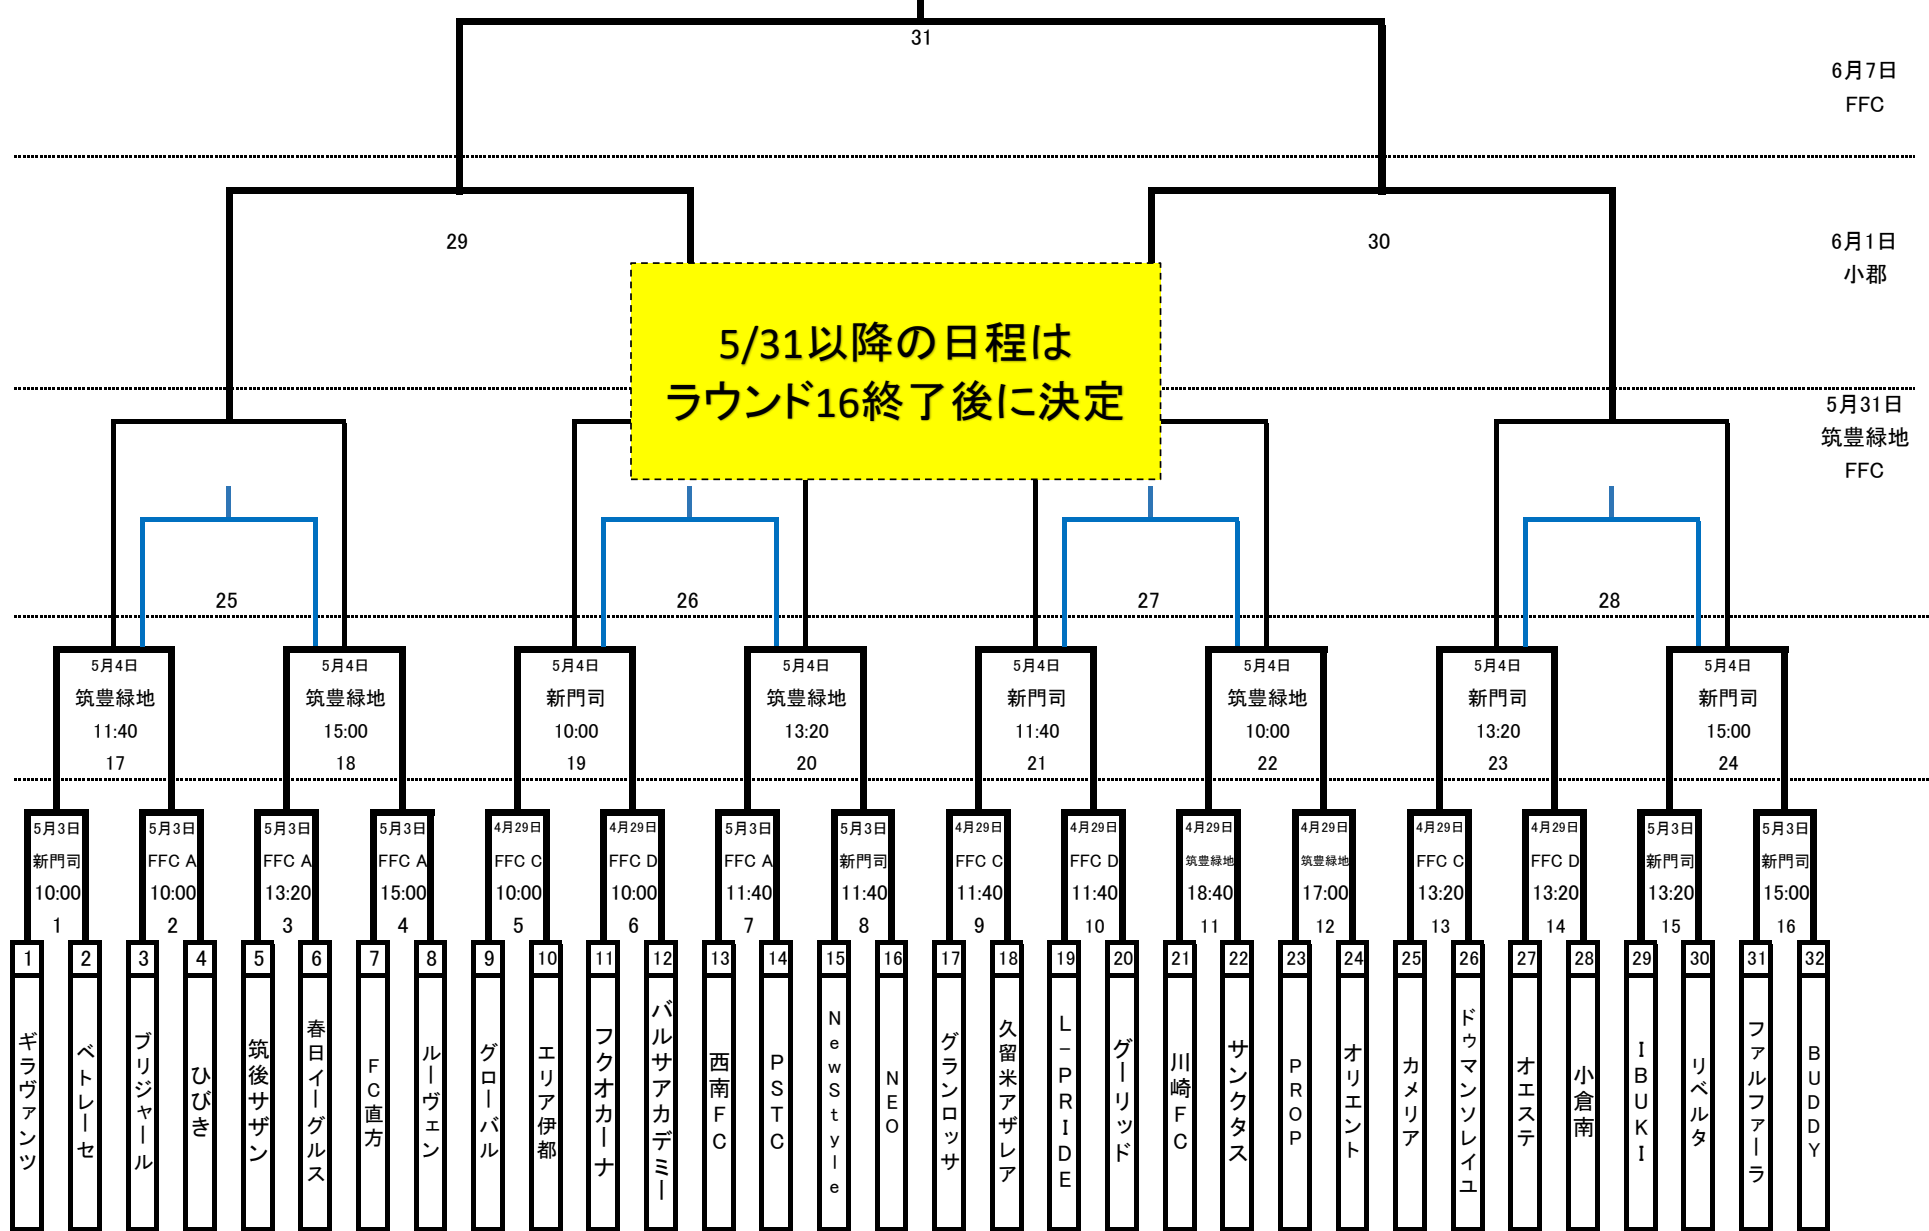 31
6月7日
FFC
29
30
6月1日
小郡
5/31以降の日程は
ラウンド16終了後に決定
5月31日
筑豊緑地
FFC
25
26
27
28
5月4日
筑豊緑地
11:40
17
5月4日
筑豊緑地
15:00
18
5月4日
新門司
10:00
19
5月4日
筑豊緑地
13:20
20
5月4日
新門司
11:40
21
5月4日
筑豊緑地
10:00
22
5月4日
新門司
13:20
23
5月4日
新門司
15:00
24
5月3日
新門司
10:00
1
5月3日
FFC A
10:00
2
5月3日
FFC A
13:20
3
5月3日
FFC A
15:00
4
4月29日
FFC C
10:00
5
4月29日
FFC D
10:00
6
5月3日
FFC A
11:40
7
5月3日
新門司
11:40
8
4月29日
FFC C
11:40
9
4月29日
FFC D
11:40
10
4月29日
筑豊緑地
18:40
11
4月29日
筑豊緑地
17:00
12
4月29日
FFC C
13:20
13
4月29日
FFC D
13:20
14
5月3日
新門司
13:20
15
5月3日
新門司
15:00
16
1
ギラヴァンツ
2
ベトレーセ
3
ブリジャール
4
ひびき
5
筑後サザン
6
春日イーグルス
7
FC直方
8
ルーヴェン
9
グローバル
10
エリア伊都
11
フクオカーナ
12
バルサアカデミー
13
西南FC
14
PSTC
15
NewStyle
16
NEO
17
グランロッサ
18
久留米アザレア
19
L-PRIDE
20
グーリッド
21
川崎FC
22
サンクタス
23
PROP
24
オリエント
25
カメリア
26
ドゥマンソレイユ
27
オエステ
28
小倉南
29
IBUKI
30
リベルタ
31
ファルファーラ
32
BUDDY